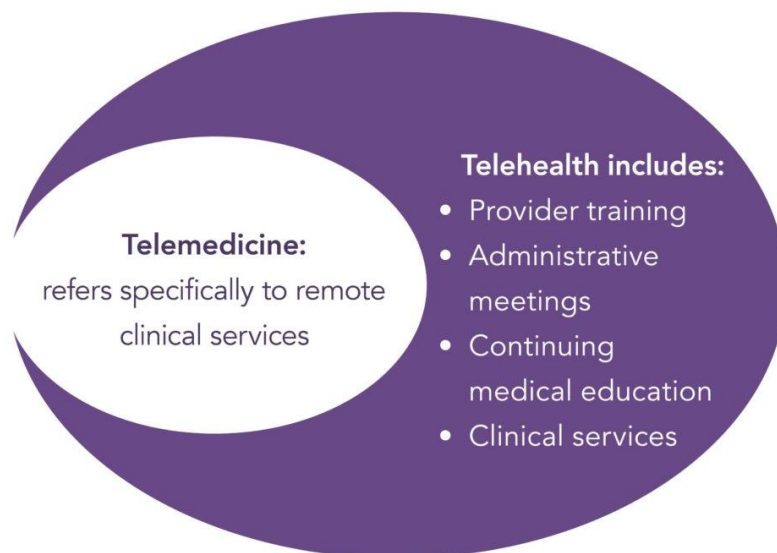 Telemedicine:
refers specifically to remote
clinical services
Telehealth includes:
• Provider training
• Administrative
meetings
• Continuing
medical education
• Clinical services